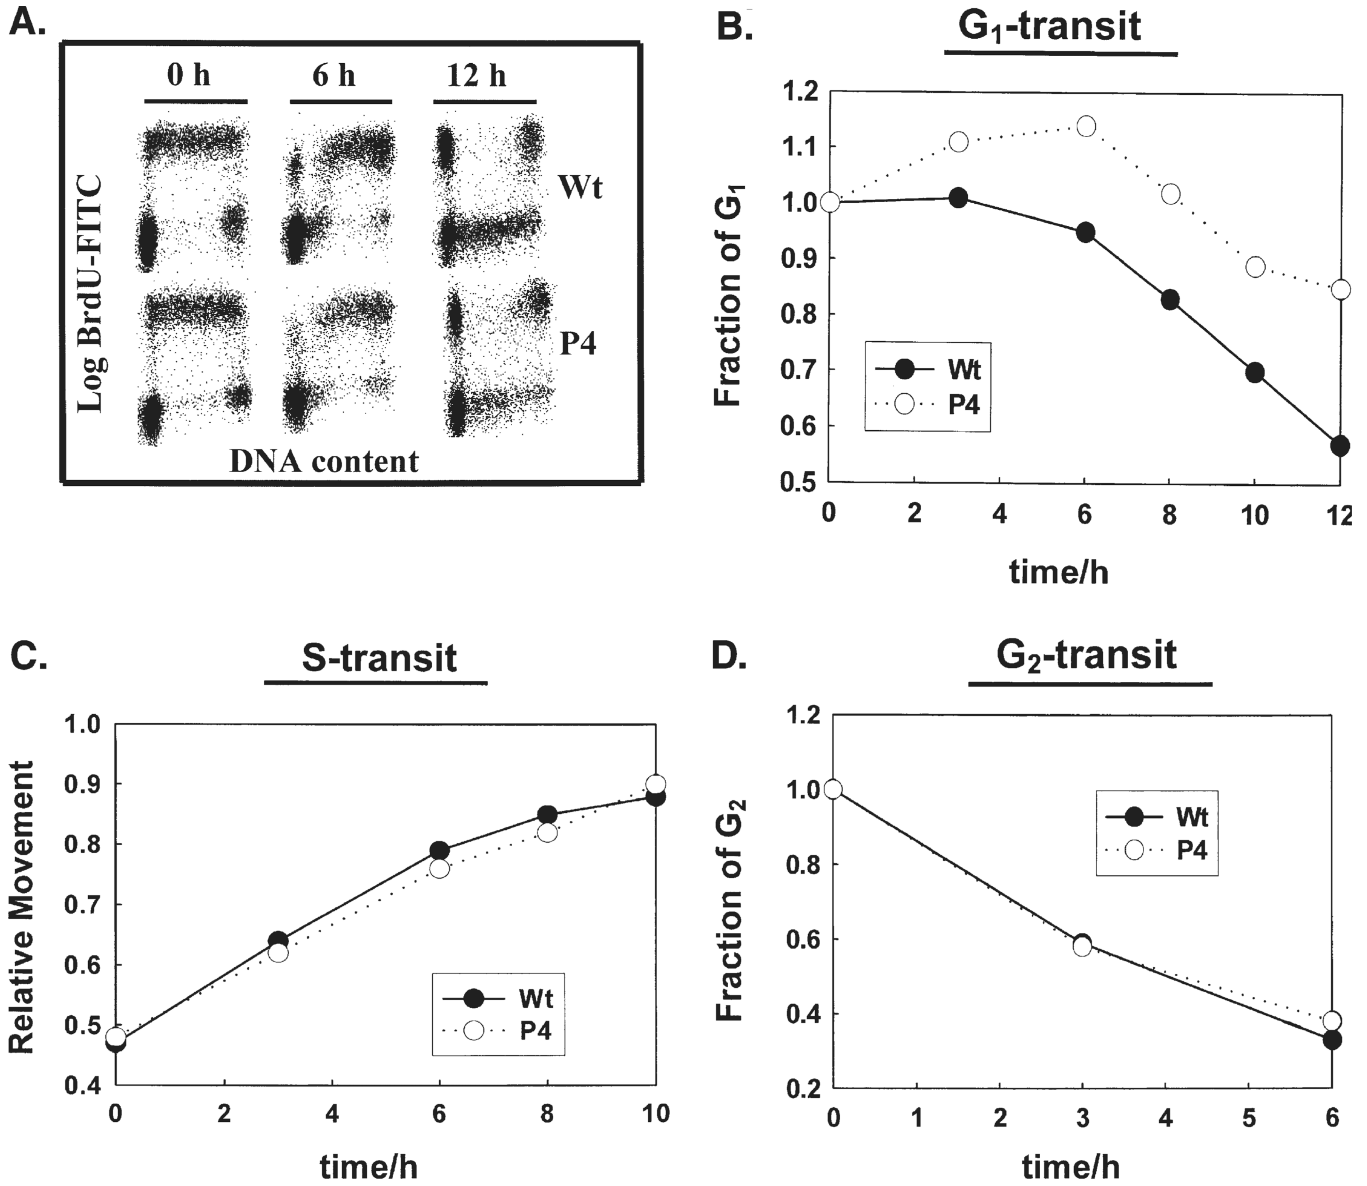 A.
0 h 6 h 12 h
Log BrdU-FITC
Wt
P4
DNA content
B.
G₁-transit
Fraction of G₁
1.2
1.1
1.0
0.9
0.8
0.7
0.6
0.5
Wt
P4
0 2 4 6 8 10 12
time/h
C.
S-transit
Relative Movement
1.0
0.9
0.8
0.7
0.6
0.5
0.4
Wt
P4
0 2 4 6 8 10
time/h
D.
G₂-transit
Fraction of G₂
1.2
1.0
0.8
0.6
0.4
0.2
Wt
P4
0 1 2 3 4 5 6
time/h